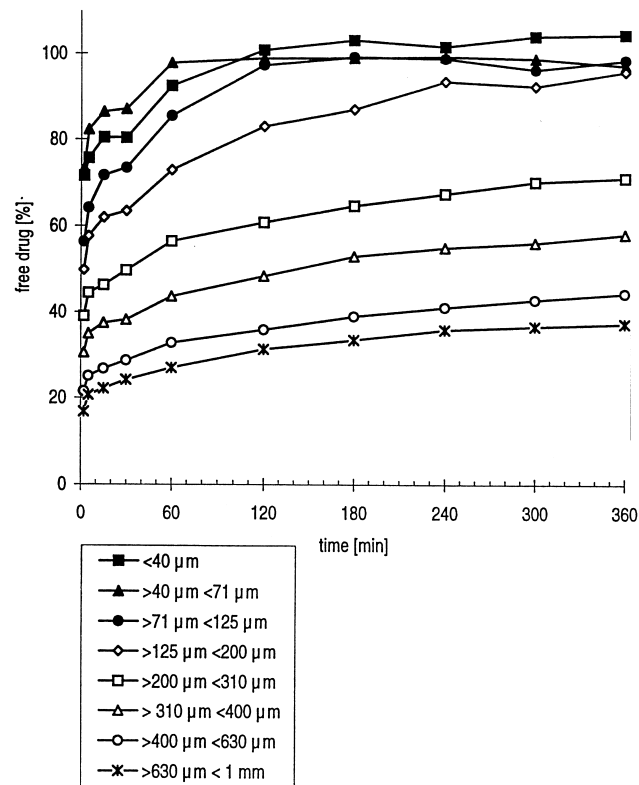 100
80
60
40
20
0
free drug [%]
0 60 120 180 240 300 360
time [min]
<40 µm
>40 µm <71 µm
>71 µm <125 µm
>125 µm <200 µm
>200 µm <310 µm
> 310 µm <400 µm
>400 µm <630 µm
>630 µm < 1 mm